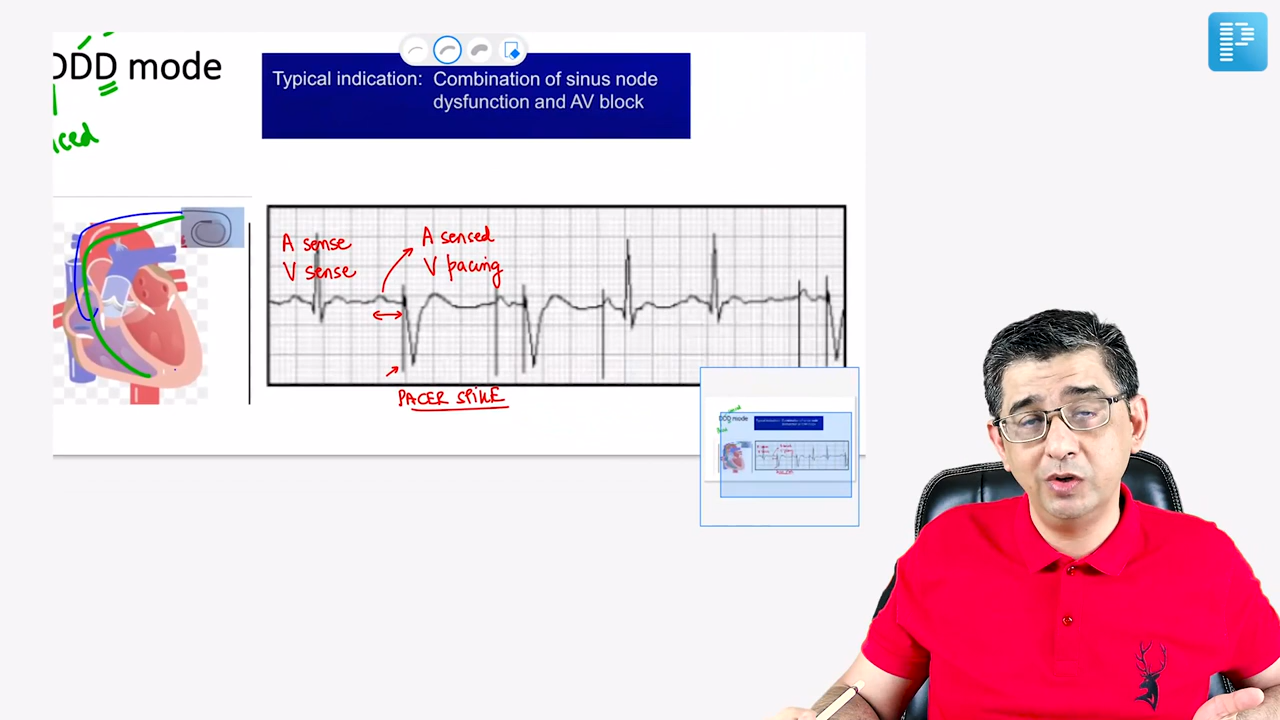 DDD mode
Typical indication: Combination of sinus node
dysfunction and AV block
A sense
V sense
A sensed
V pacing
PACER SPIKE